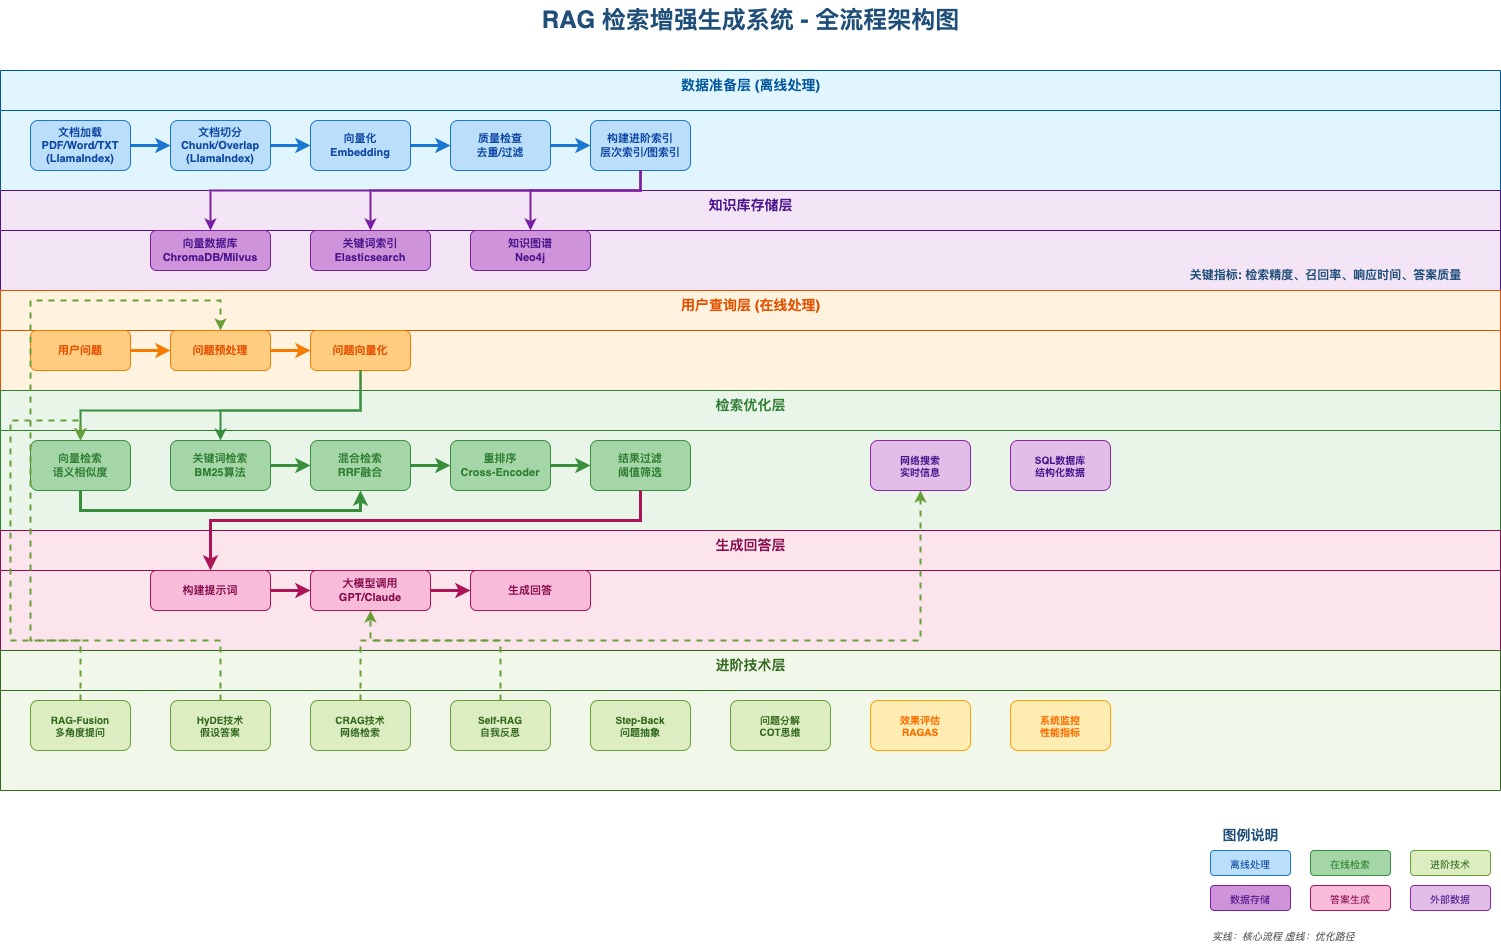 RAG 检索增强生成系统 - 全流程架构图
数据准备层 (离线处理)
文档加载
PDF/Word/TXT
(LlamaIndex)
文档切分
Chunk/Overlap
(LlamaIndex)
向量化
Embedding
质量检查
去重/过滤
构建进阶索引
层次索引/图索引
知识库存储层
向量数据库
ChromaDB/Milvus
关键词索引
Elasticsearch
知识图谱
Neo4j
关键指标: 检索精度、召回率、响应时间、答案质量
用户查询层 (在线处理)
用户问题
问题预处理
问题向量化
检索优化层
向量检索
语义相似度
关键词检索
BM25算法
混合检索
RRF融合
重排序
Cross-Encoder
结果过滤
阈值筛选
网络搜索
实时信息
SQL数据库
结构化数据
生成回答层
构建提示词
大模型调用
GPT/Claude
生成回答
进阶技术层
RAG-Fusion
多角度提问
HyDE技术
假设答案
CRAG技术
网络检索
Self-RAG
自我反思
Step-Back
问题抽象
问题分解
COT思维
效果评估
RAGAS
系统监控
性能指标
图例说明
离线处理
在线检索
进阶技术
数据存储
答案生成
外部数据
实线: 核心流程 虚线: 优化路径